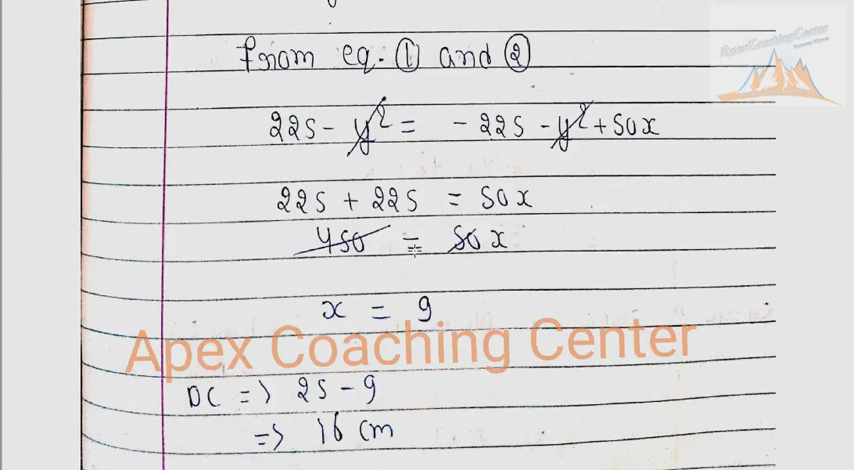 ApexCoachingCenter
From eq. ① and ②
225 - y² = - 225 - y² + 50x
225 + 225 = 50x
450 = 50x
x = 9
Apex Coaching Center
DC => 25 - 9
=> 16 cm